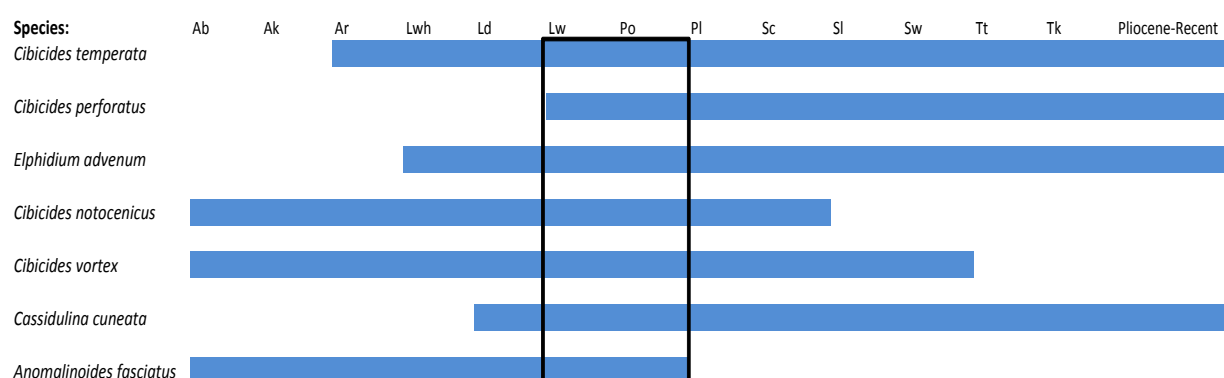 Species: Ab Ak Ar Lwh Ld Lw Po Pl Sc Sl Sw Tt Tk Pliocene-Recent
Cibicides temperata
Cibicides perforatus
Elphidium advenum
Cibicides notocenicus
Cibicides vortex
Cassidulina cuneata
Anomalinoides fasciatus